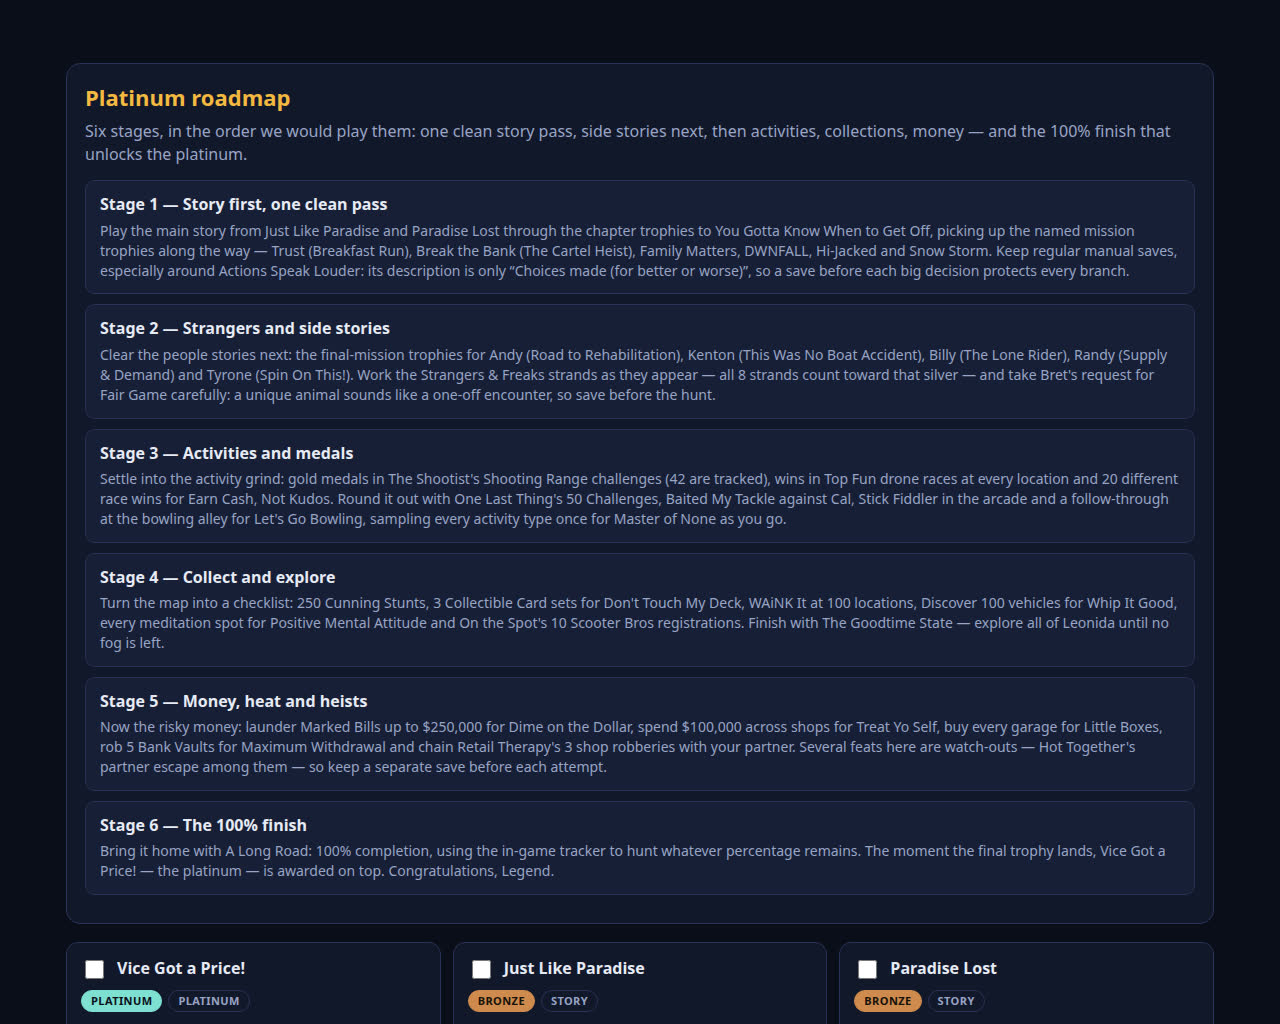 Platinum roadmap
Six stages, in the order we would play them: one clean story pass, side stories next, then activities, collections, money — and the 100% finish that
unlocks the platinum.
Stage 1 — Story first, one clean pass
Play the main story from Just Like Paradise and Paradise Lost through the chapter trophies to You Gotta Know When to Get Off, picking up the named mission
trophies along the way — Trust (Breakfast Run), Break the Bank (The Cartel Heist), Family Matters, DWNFALL, Hi-Jacked and Snow Storm. Keep regular manual saves,
especially around Actions Speak Louder: its description is only “Choices made (for better or worse)”, so a save before each big decision protects every branch.
Stage 2 — Strangers and side stories
Clear the people stories next: the final-mission trophies for Andy (Road to Rehabilitation), Kenton (This Was No Boat Accident), Billy (The Lone Rider), Randy (Supply
& Demand) and Tyrone (Spin On This!). Work the Strangers & Freaks strands as they appear — all 8 strands count toward that silver — and take Bret's request for
Fair Game carefully: a unique animal sounds like a one-off encounter, so save before the hunt.
Stage 3 — Activities and medals
Settle into the activity grind: gold medals in The Shootist's Shooting Range challenges (42 are tracked), wins in Top Fun drone races at every location and 20 different
race wins for Earn Cash, Not Kudos. Round it out with One Last Thing's 50 Challenges, Baited My Tackle against Cal, Stick Fiddler in the arcade and a follow-through
at the bowling alley for Let's Go Bowling, sampling every activity type once for Master of None as you go.
Stage 4 — Collect and explore
Turn the map into a checklist: 250 Cunning Stunts, 3 Collectible Card sets for Don't Touch My Deck, WAiNK It at 100 locations, Discover 100 vehicles for Whip It Good,
every meditation spot for Positive Mental Attitude and On the Spot's 10 Scooter Bros registrations. Finish with The Goodtime State — explore all of Leonida until no
fog is left.
Stage 5 — Money, heat and heists
Now the risky money: launder Marked Bills up to $250,000 for Dime on the Dollar, spend $100,000 across shops for Treat Yo Self, buy every garage for Little Boxes,
rob 5 Bank Vaults for Maximum Withdrawal and chain Retail Therapy's 3 shop robberies with your partner. Several feats here are watch-outs — Hot Together's
partner escape among them — so keep a separate save before each attempt.
Stage 6 — The 100% finish
Bring it home with A Long Road: 100% completion, using the in-game tracker to hunt whatever percentage remains. The moment the final trophy lands, Vice Got a
Price! — the platinum — is awarded on top. Congratulations, Legend.
Vice Got a Price!
PLATINUM PLATINUM
Just Like Paradise
BRONZE STORY
Paradise Lost
BRONZE STORY